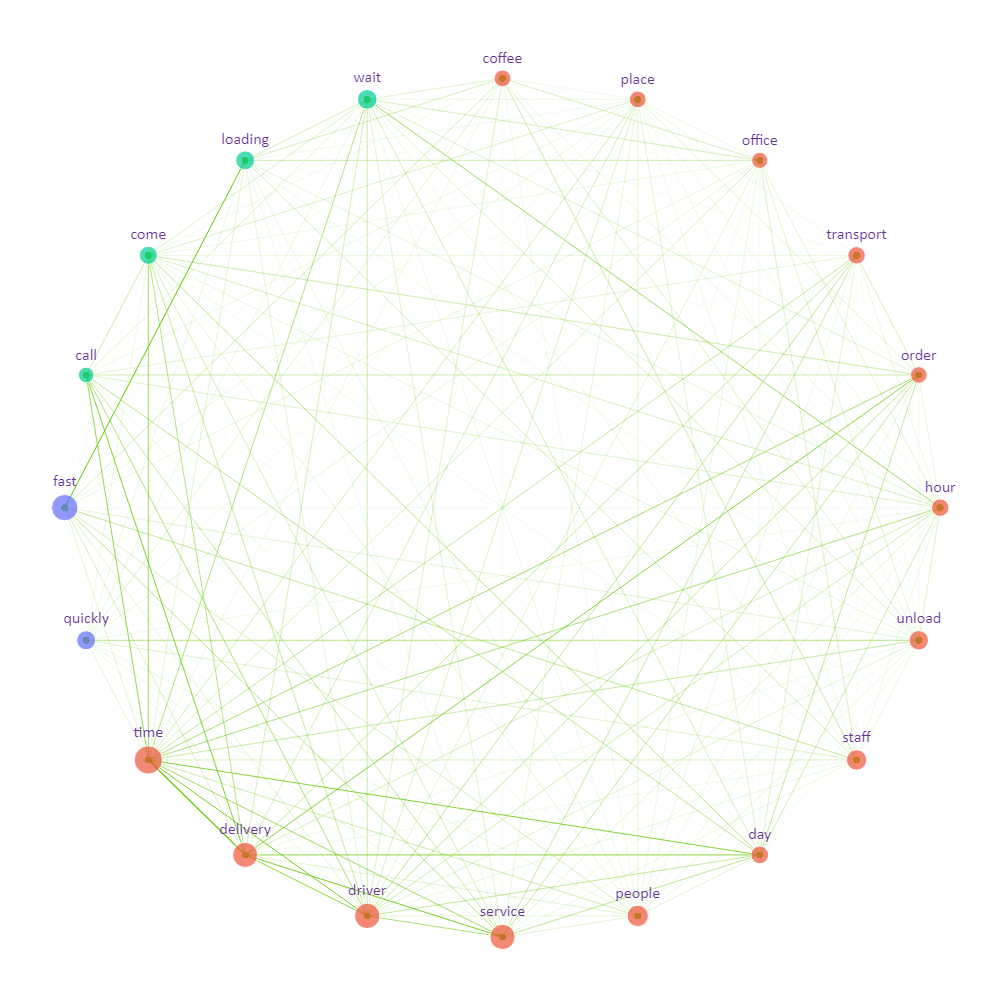 coffee
wait
place
loading
office
come
transport
call
order
fast
hour
quickly
unload
time
staff
delivery
day
driver
people
service